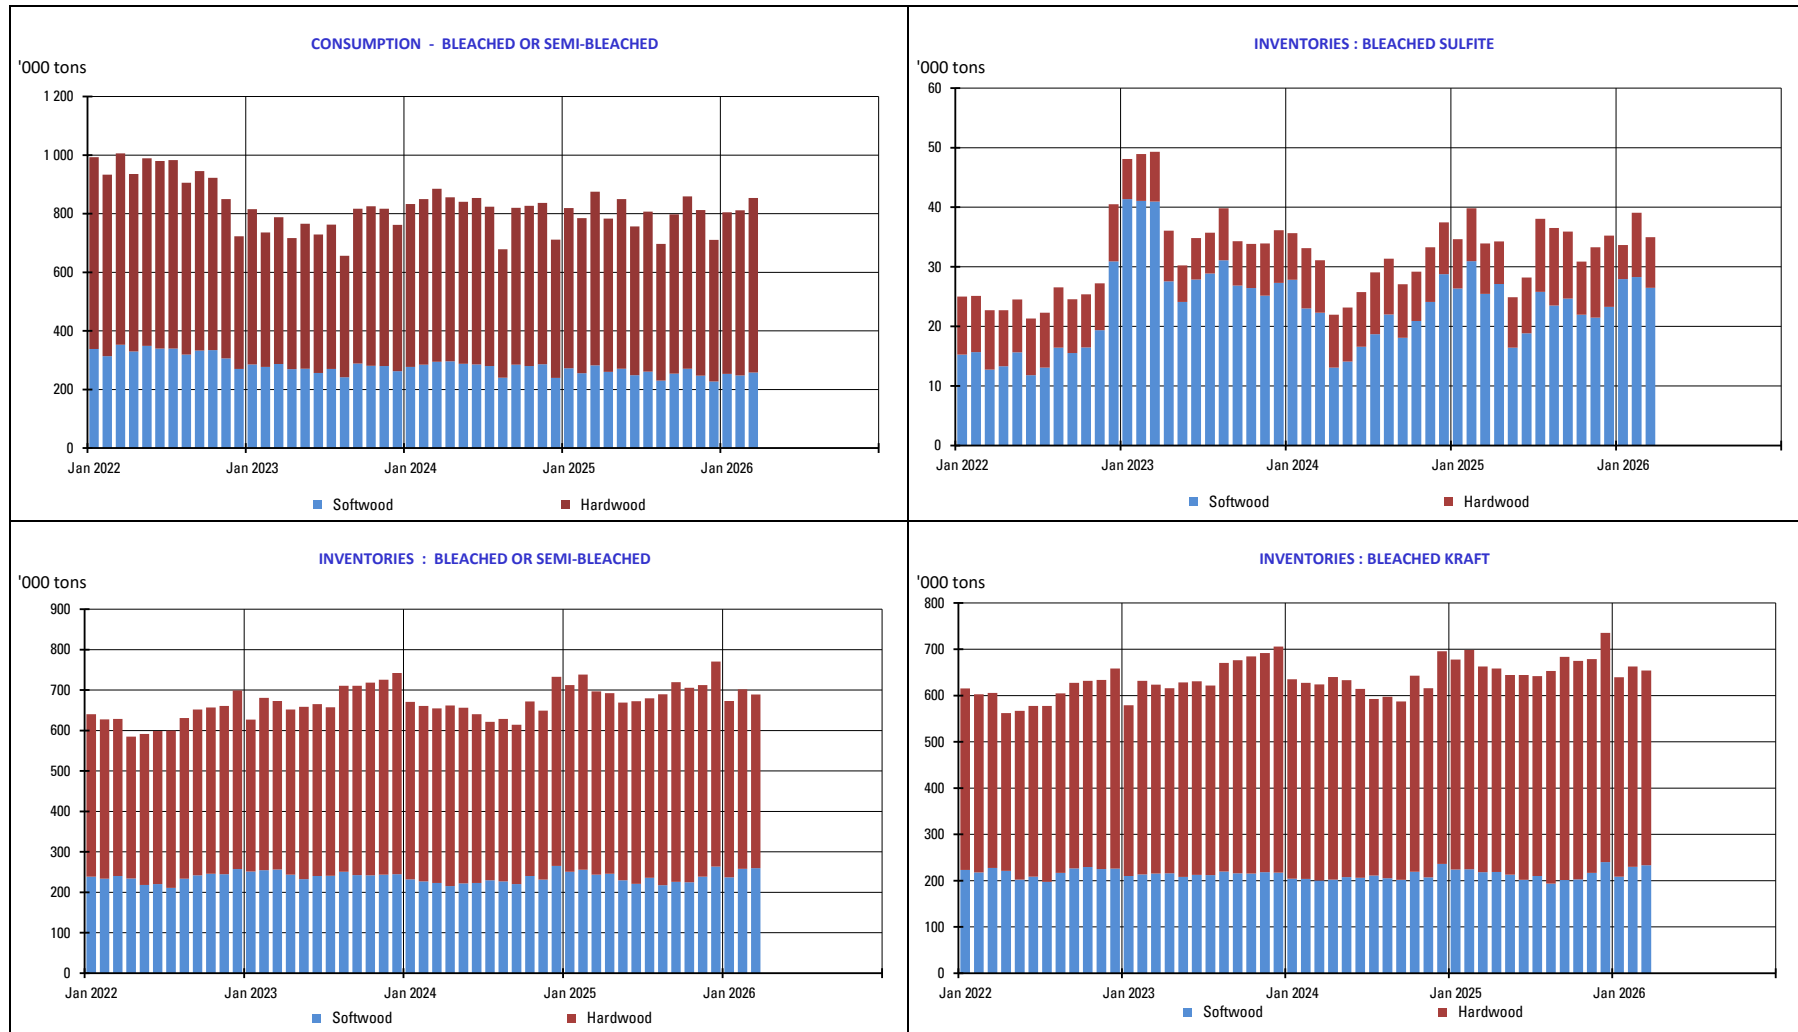 CONSUMPTION - BLEACHED OR SEMI-BLEACHED
'000 tons
1 200
1 000
800
600
400
200
0
Jan 2022 Jan 2023 Jan 2024 Jan 2025 Jan 2026
Softwood Hardwood
INVENTORIES : BLEACHED SULFITE
'000 tons
60
50
40
30
20
10
0
Jan 2022 Jan 2023 Jan 2024 Jan 2025 Jan 2026
Softwood Hardwood
INVENTORIES : BLEACHED OR SEMI-BLEACHED
'000 tons
900
800
700
600
500
400
300
200
100
0
Jan 2022 Jan 2023 Jan 2024 Jan 2025 Jan 2026
Softwood Hardwood
INVENTORIES : BLEACHED KRAFT
'000 tons
800
700
600
500
400
300
200
100
0
Jan 2022 Jan 2023 Jan 2024 Jan 2025 Jan 2026
Softwood Hardwood